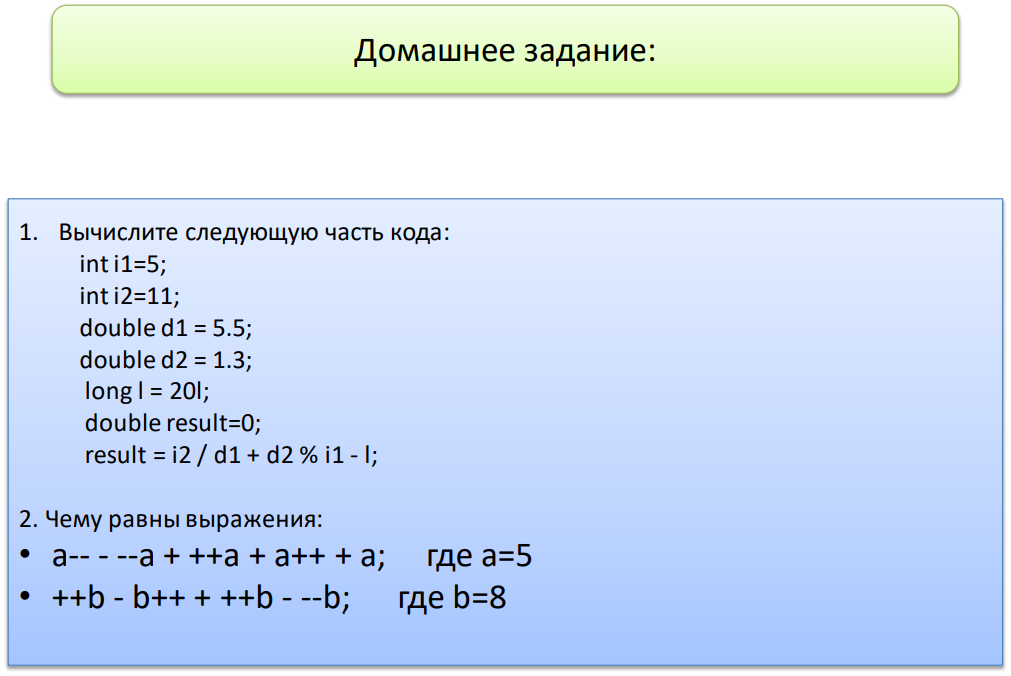 Домашнее задание:
1. Вычислите следующую часть кода:
int i1=5;
int i2=11;
double d1 = 5.5;
double d2 = 1.3;
long l = 20l;
double result=0;
result = i2 / d1 + d2 % i1 - l;
2. Чему равны выражения:
• a-- - --a + ++a + a++ + a; где a=5
• ++b - b++ + ++b - --b; где b=8